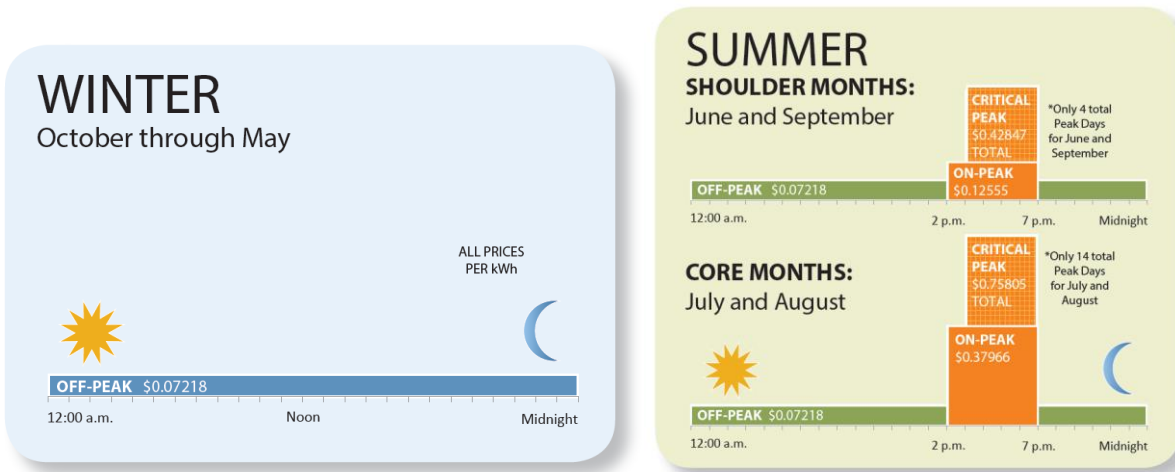 WINTER
October through May
ALL PRICES
PER kWh
OFF-PEAK $0.07218
12:00 a.m.
Noon
Midnight
SUMMER
SHOULDER MONTHS:
June and September
CRITICAL
PEAK
$0.42847
TOTAL
*Only 4 total
Peak Days
for June and
September
ON-PEAK
$0.12555
OFF-PEAK $0.07218
12:00 a.m.
2 p.m.
7 p.m.
Midnight
CORE MONTHS:
July and August
CRITICAL
PEAK
$0.75805
TOTAL
*Only 14 total
Peak Days
for July and
August
ON-PEAK
$0.37966
OFF-PEAK $0.07218
12:00 a.m.
2 p.m.
7 p.m.
Midnight